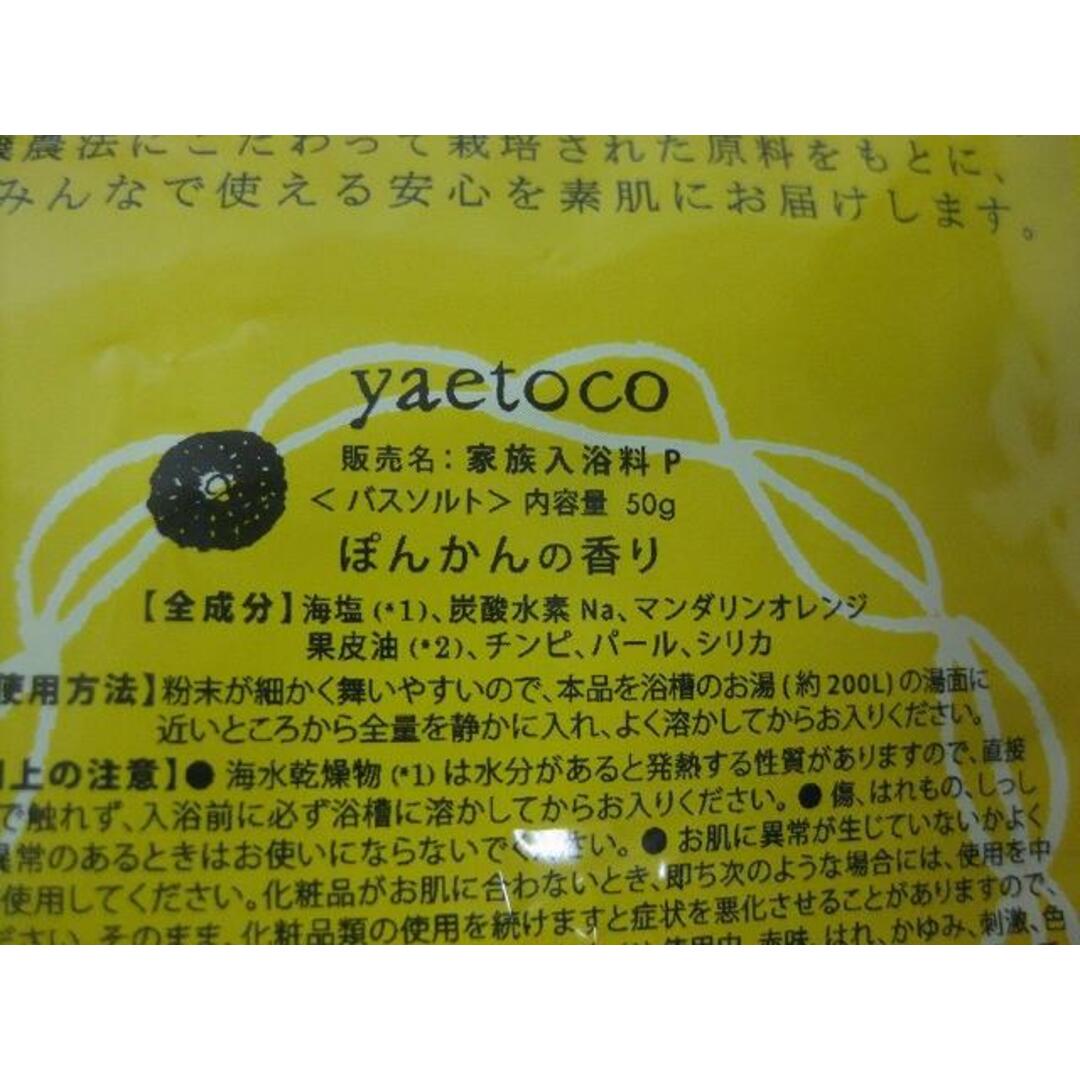 農法にこだわって栽培された原料をもとに、
みんなで使える安心を素肌にお届けします。
yaetoco
販売名：家族入浴料 P
＜バスソルト＞内容量 50g
ぽんかんの香り
【全成分】海塩(*1)、炭酸水素Na、マンダリンオレンジ
果皮油(*2)、チンピ、パール、シリカ
使用方法】粉末が細かく舞いやすいので、本品を浴槽のお湯(約200L)の湯面に
近いところから全量を静かに入れ、よく溶かしてからお入りください。
上の注意】●海水乾燥物(*1)は水分があると発熱する性質がありますので、直接
で触れず、入浴前に必ず浴槽に溶かしてからお入りください。●傷、はれもの、しっし
異常のあるときはお使いにならないでください。●お肌に異常が生じていないかよく
使用してください。化粧品がお肌に合わないとき、即ち次のような場合には、使用を中
ださい。そのまま、化粧品類の使用を続けますと症状を悪化させることがありますので、
使用中、赤味、はれ、かゆみ、刺激、色